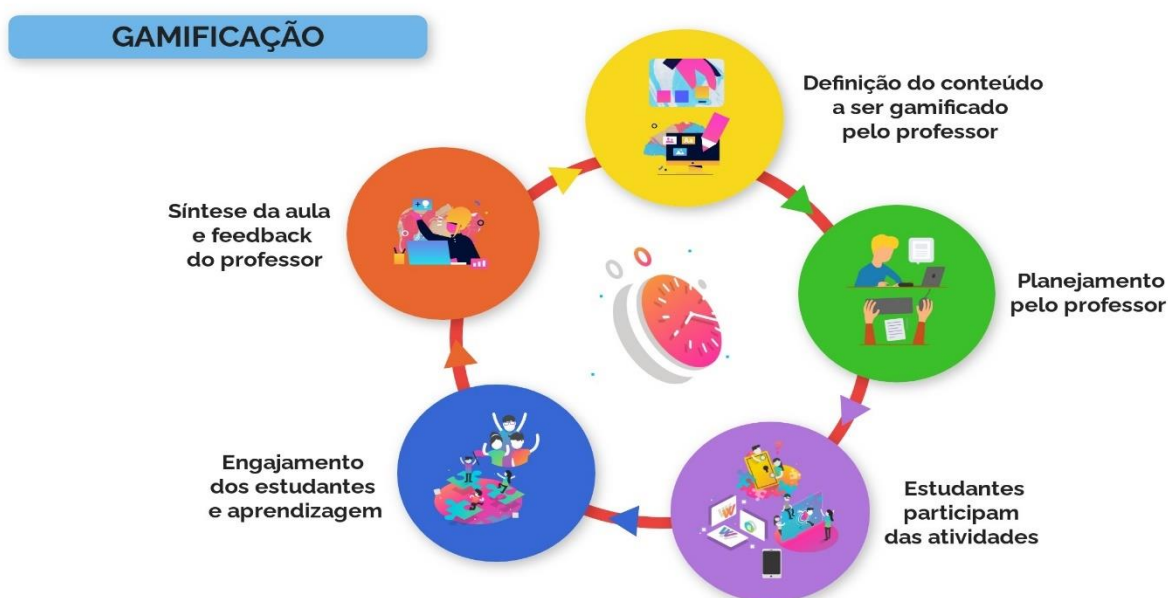 GAMIFICAÇÃO
Definição do conteúdo
a ser gamificado
pelo professor
Planejamento
pelo professor
Estudantes
participam
das atividades
Engajamento
dos estudantes
e aprendizagem
Síntese da aula
e feedback
do professor